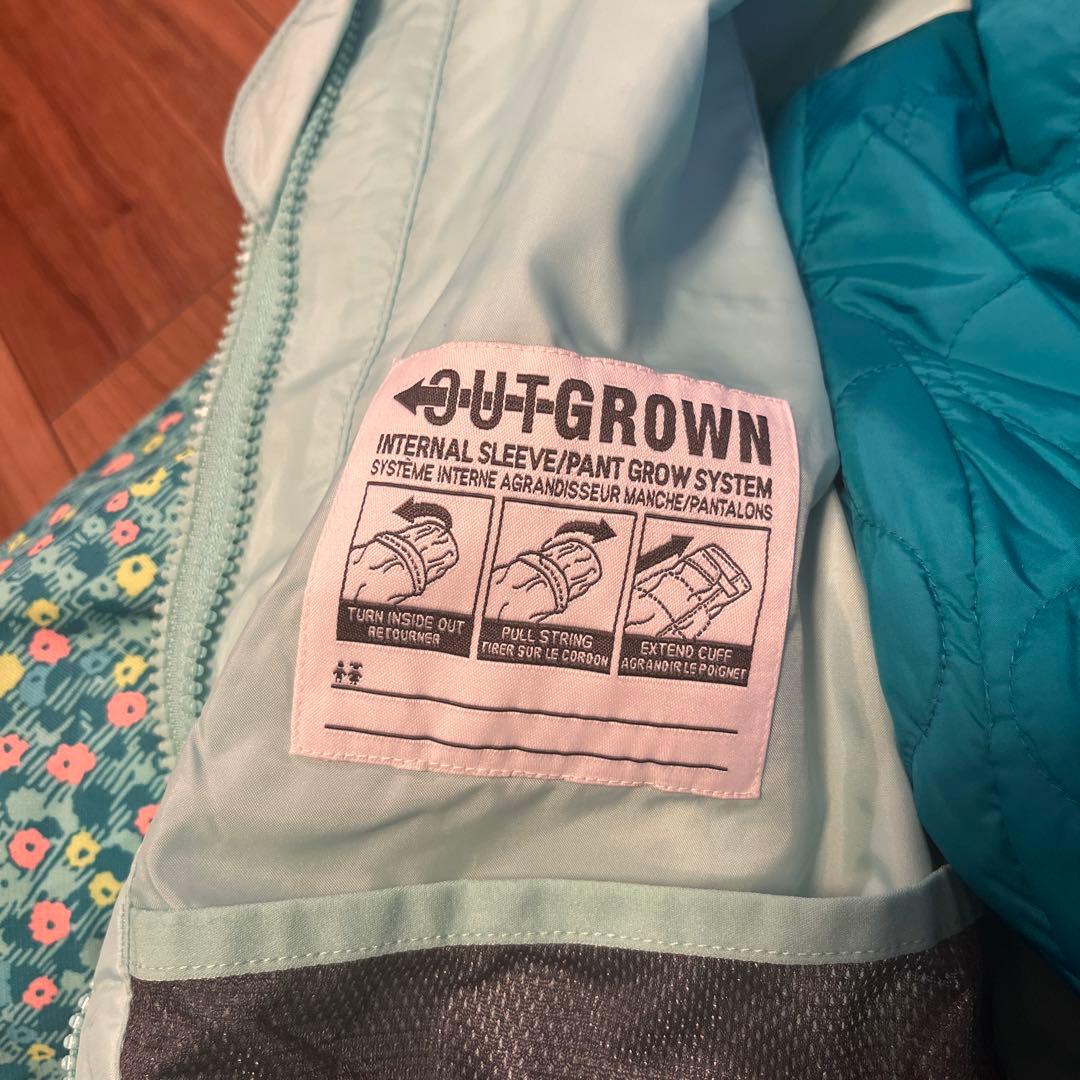 OUTGROWN
INTERNAL SLEEVE/PANT GROW SYSTEM
SYSTEME INTERNE AGRANDISSEUR MANCHE/PANTALONS
TURN INSIDE OUT
RETOURNER
PULL STRING
TIRER SUR LE CORDON
EXTEND CUFF
AGRANDIR LE POIGNET